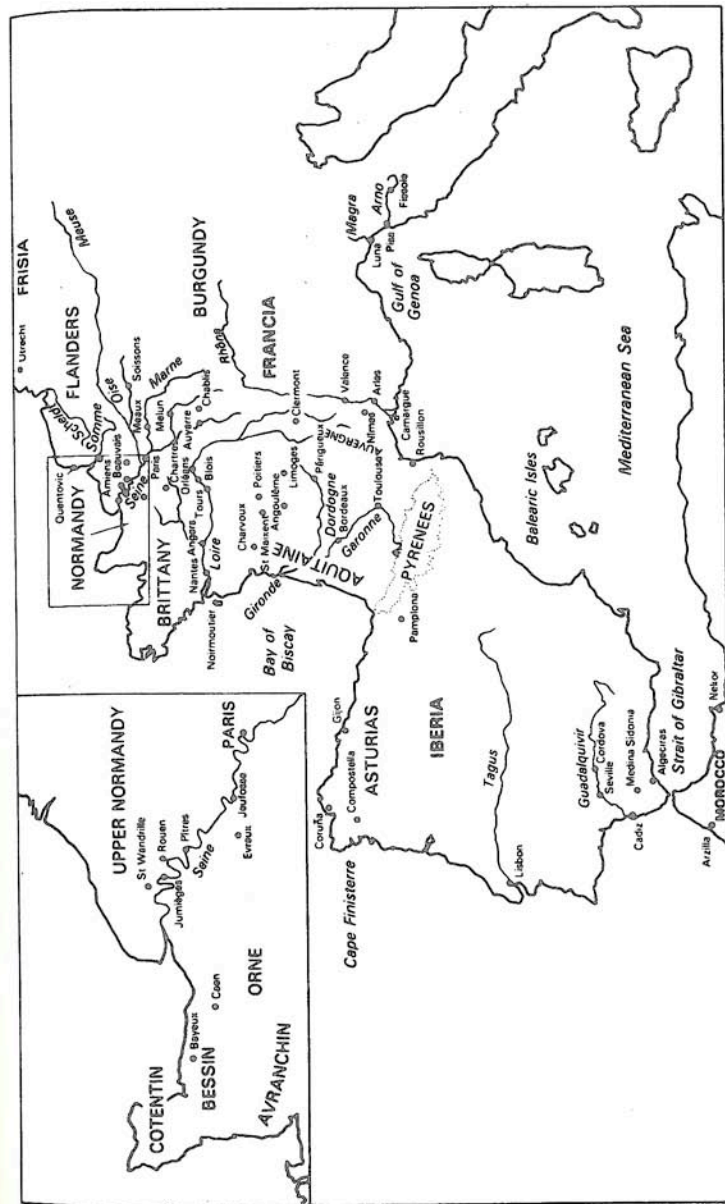 COTENTIN
BESSIN
AVRANCHIN
Bayeux
Caen
ORNE
UPPER NORMANDY
St Wandrille
Rouen
Jumièges
Pîtres
Seine
Jeufosse
Evreux
PARIS
FRISIA
Utrecht
FLANDERS
Meuse
Scheld
Somme
Quentovic
Amiens
Beauvais
Oise
Soissons
NORMANDY
Seine
Meaux
Marne
Paris
Melun
Chartres
Chablis
Auxerre
BURGUNDY
BRITTANY
Orléans
Blois
Tours
Angers
Nantes
Loire
Rhône
FRANCIA
Noirmoutier
Charroux
Poitiers
St Maixent
Angoulême
Limoges
Clermont
Périgueux
AUVERGNE
Gironde
Dordogne
Bordeaux
AQUITAINE
Garonne
Toulouse
Valence
Arles
Nîmes
Camargue
Rousillon
Bay of
Biscay
PYRENEES
Pamplona
(Magra
Luna
Arno
Pisa
Fiesole
Gulf of
Genoa
Gijon
Coruña
Compostella
ASTURIAS
Cape Finisterre
IBERIA
Tagus
Lisbon
Balearic Isles
Mediterranean Sea
Guadalquivir
Cordova
Seville
Medina Sidonia
Cadiz
Algeciras
Strait of Gibraltar
MOROCCO
Arzilla
Nekor